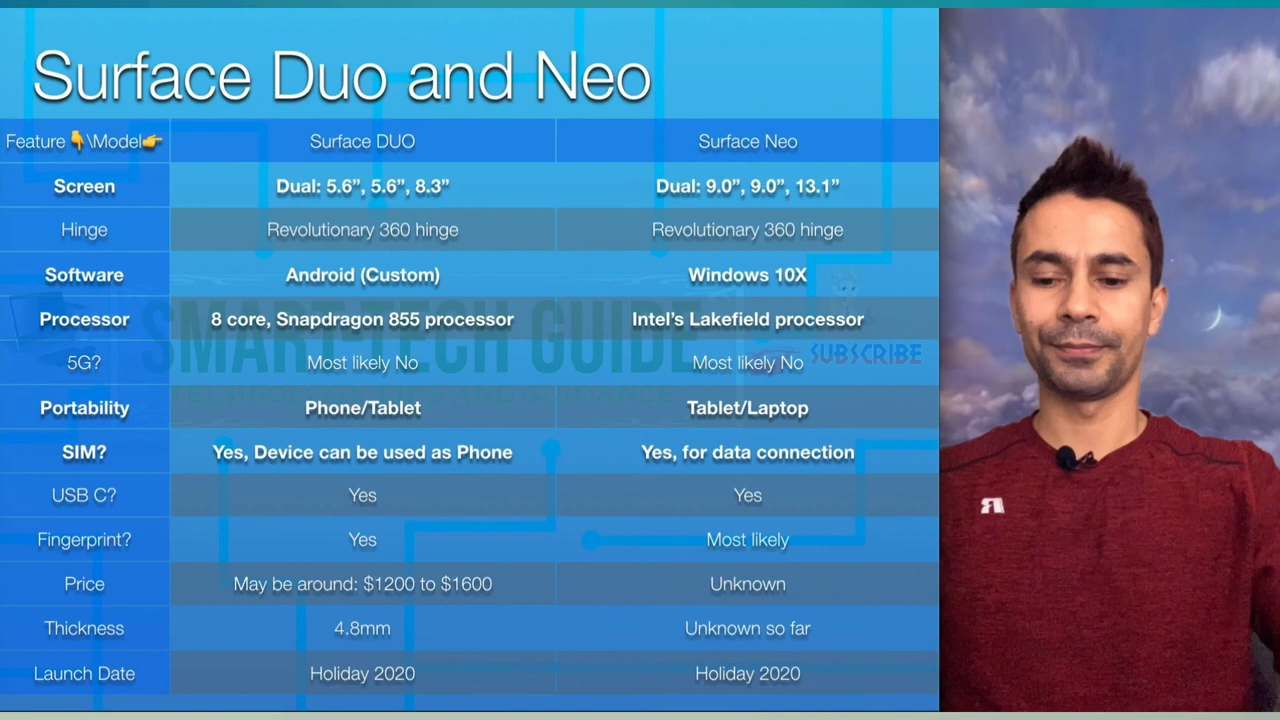 Surface Duo and Neo
Feature👇\Model👉 Surface DUO Surface Neo
Screen Dual: 5.6”, 5.6”, 8.3” Dual: 9.0”, 9.0”, 13.1”
Hinge Revolutionary 360 hinge Revolutionary 360 hinge
Software Android (Custom) Windows 10X
Processor 8 core, Snapdragon 855 processor Intel’s Lakefield processor
5G? Most likely No Most likely No
SMART-TECH GUIDE
SUBSCRIBE
Portability Phone/Tablet Tablet/Laptop
SIM? Yes, Device can be used as Phone Yes, for data connection
USB C? Yes Yes
Fingerprint? Yes Most likely
Price May be around: $1200 to $1600 Unknown
Thickness 4.8mm Unknown so far
Launch Date Holiday 2020 Holiday 2020